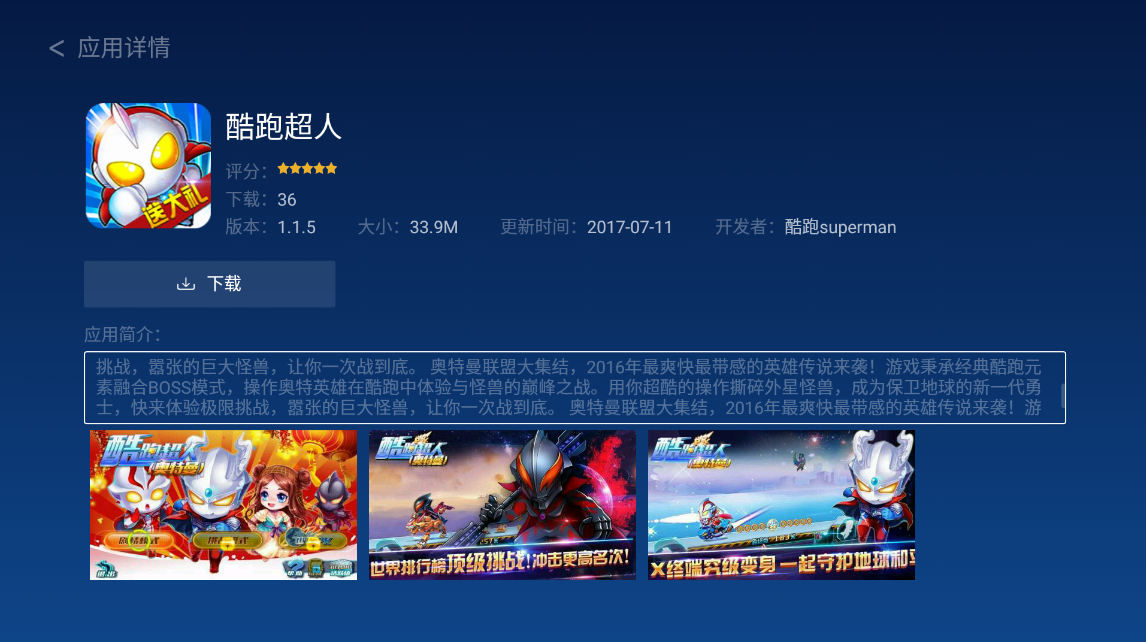 < 应用详情
酷跑超人
送大礼
评分：
下载：36
版本：1.1.5 大小：33.9M 更新时间：2017-07-11 开发者：酷跑superman
下载
应用简介：
挑战，嚣张的巨大怪兽，让你一次战到底。 奥特曼联盟大集结，2016年最爽快最带感的英雄传说来袭！游戏秉承经典酷跑元
素融合BOSS模式，操作奥特英雄在酷跑中体验与怪兽的巅峰之战。用你超酷的操作撕碎外星怪兽，成为保卫地球的新一代勇
士，快来体验极限挑战，嚣张的巨大怪兽，让你一次战到底。 奥特曼联盟大集结，2016年最爽快最带感的英雄传说来袭！游
酷跑超人
(奥特曼)
剧情模式
酷跑超人
(奥特曼)
世界排行榜顶级挑战！冲击更高名次！
酷跑超人
(奥特曼)
X终端究级变身 一起守护地球和